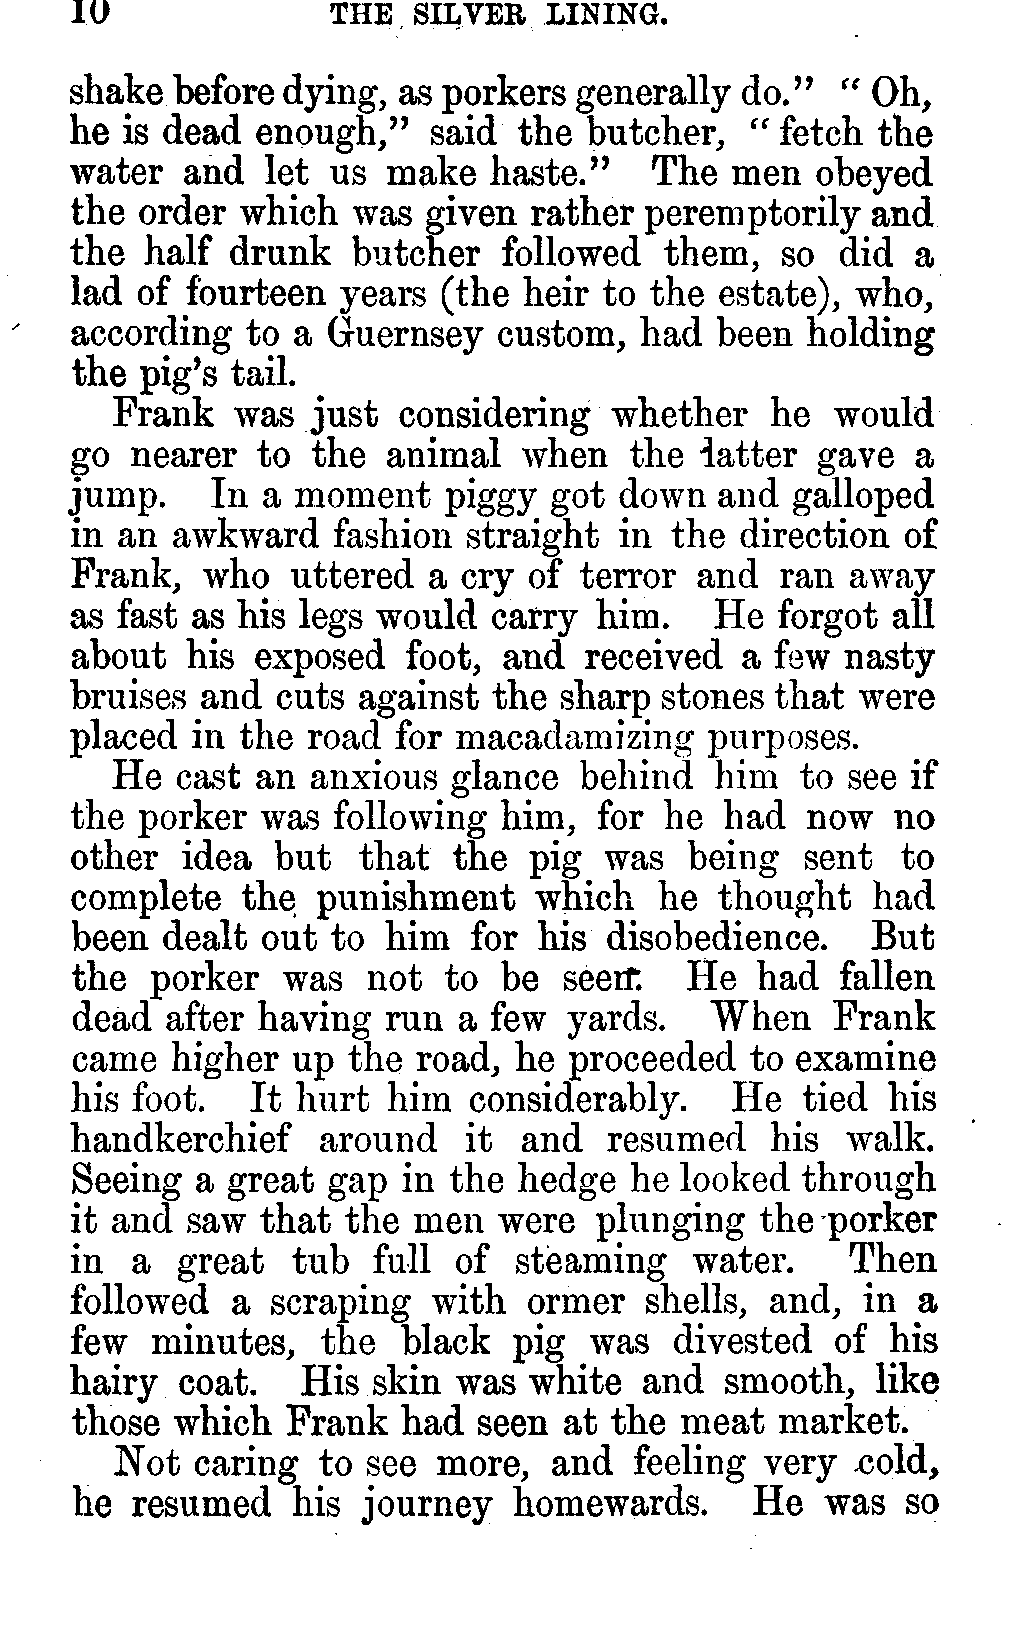 10 THE SILVER LINING.
shake before dying, as porkers generally do." "Oh,
he is dead enough," said the butcher, "fetch the
water and let us make haste." The men obeyed
the order which was given rather peremptorily and
the half drunk butcher followed them, so did a
lad of fourteen years (the heir to the estate), who,
according to a Guernsey custom, had been holding
the pig's tail.
Frank was just considering whether he would
go nearer to the animal when the latter gave a
jump. In a moment piggy got down and galloped
in an awkward fashion straight in the direction of
Frank, who uttered a cry of terror and ran away
as fast as his legs would carry him. He forgot all
about his exposed foot, and received a few nasty
bruises and cuts against the sharp stones that were
placed in the road for macadamizing purposes.
He cast an anxious glance behind him to see if
the porker was following him, for he had now no
other idea but that the pig was being sent to
complete the punishment which he thought had
been dealt out to him for his disobedience. But
the porker was not to be seen. He had fallen
dead after having run a few yards. When Frank
came higher up the road, he proceeded to examine
his foot. It hurt him considerably. He tied his
handkerchief around it and resumed his walk.
Seeing a great gap in the hedge he looked through
it and saw that the men were plunging the porker
in a great tub full of steaming water. Then
followed a scraping with ormer shells, and, in a
few minutes, the black pig was divested of his
hairy coat. His skin was white and smooth, like
those which Frank had seen at the meat market.
Not caring to see more, and feeling very cold,
he resumed his journey homewards. He was so